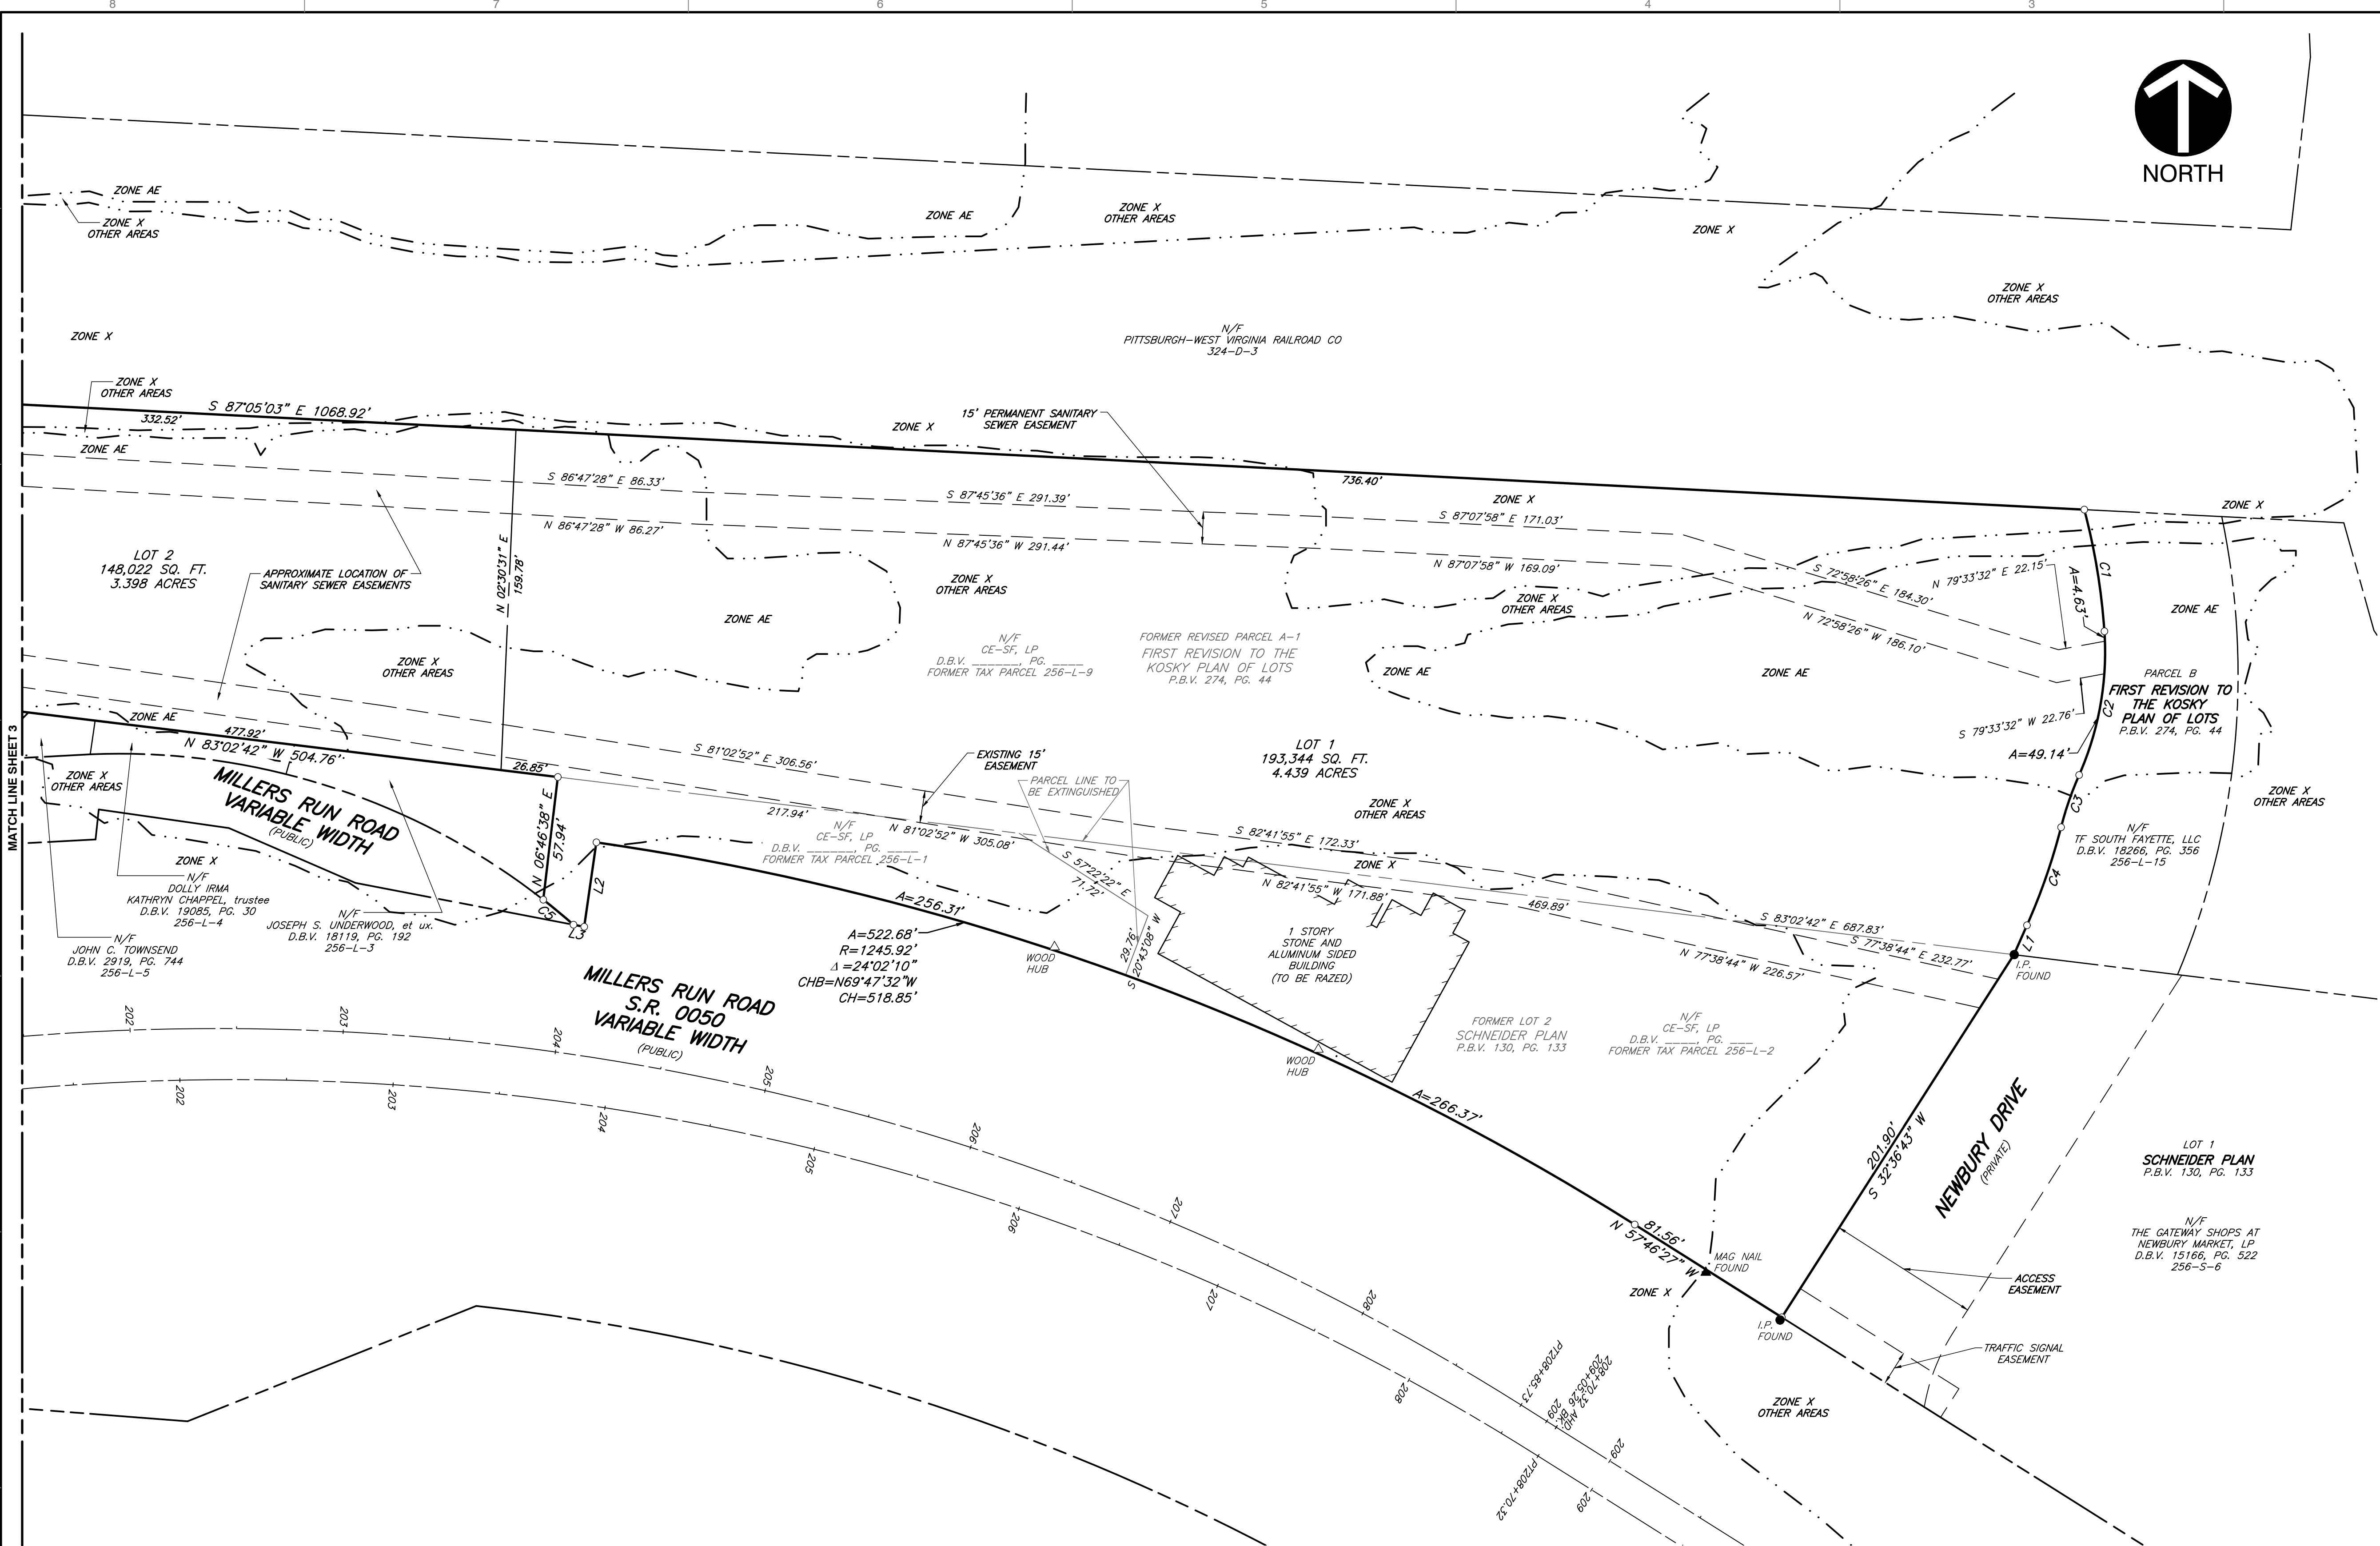 8
7
6
5
4
3
NORTH
MATCH LINE SHEET 3
ZONE AE
ZONE X
OTHER AREAS
ZONE AE
ZONE X
OTHER AREAS
ZONE X
ZONE X
OTHER AREAS
ZONE X
N/F
PITTSBURGH-WEST VIRGINIA RAILROAD CO
324-D-3
ZONE X
OTHER AREAS
S 87°05'03" E 1068.92'
332.52'
ZONE AE
15' PERMANENT SANITARY
SEWER EASEMENT
ZONE X
736.40'
ZONE X
ZONE X
S 86°47'28" E 86.33'
S 87°45'36" E 291.39'
S 87°07'58" E 171.03'
N 86°47'28" W 86.27'
N 87°45'36" W 291.44'
N 87°07'58" W 169.09'
S 72°58'26" E 184.30'
N 72°58'26" W 186.10'
N 79°33'32" E 22.15'
A=4.63'
C1
N 02°30'31" E
159.78'
LOT 2
148,022 SQ. FT.
3.398 ACRES
APPROXIMATE LOCATION OF
SANITARY SEWER EASEMENTS
ZONE X
OTHER AREAS
ZONE X
OTHER AREAS
ZONE AE
ZONE AE
N/F
CE-SF, LP
D.B.V. ______, PG. ____
FORMER TAX PARCEL 256-L-9
FORMER REVISED PARCEL A-1
FIRST REVISION TO THE
KOSKY PLAN OF LOTS
P.B.V. 274, PG. 44
ZONE AE
ZONE AE
PARCEL B
FIRST REVISION TO
THE KOSKY
PLAN OF LOTS
P.B.V. 274, PG. 44
C2
S 79°33'32" W 22.76'
A=49.14'
ZONE X
OTHER AREAS
ZONE AE
477.92'
N 83°02'42" W 504.76'
26.85'
S 81°02'52" E 306.56'
EXISTING 15'
EASEMENT
PARCEL LINE TO
BE EXTINGUISHED
LOT 1
193,344 SQ. FT.
4.439 ACRES
ZONE X
OTHER AREAS
C3
ZONE X
OTHER AREAS
ZONE X
OTHER AREAS
MILLERS RUN ROAD
VARIABLE WIDTH
(PUBLIC)
N 06°46'38" E
57.94'
217.94'
N/F
CE-SF, LP
D.B.V. ______, PG. ____
FORMER TAX PARCEL 256-L-1
N 81°02'52" W 305.08'
S 82°41'55" E 172.33'
ZONE X
N/F
TF SOUTH FAYETTE, LLC
D.B.V. 18266, PG. 356
256-L-15
ZONE X
N/F
DOLLY IRMA
KATHRYN CHAPPEL, trustee
D.B.V. 19085, PG. 30
256-L-4
N/F
JOSEPH S. UNDERWOOD, et ux.
D.B.V. 18119, PG. 192
256-L-3
N/F
JOHN C. TOWNSEND
D.B.V. 2919, PG. 744
256-L-5
C5
L2
L3
S 57°22'22" E
71.72'
N 82°41'55" W 171.88'
469.89'
C4
A=256.31'
S 83°02'42" E 687.83'
S 77°38'44" E 232.77'
L1
I.P.
FOUND
A=522.68'
R=1245.92'
Δ =24°02'10"
CHB=N69°47'32"W
CH=518.85'
WOOD
HUB
29.76'
S 20°43'08" W
1 STORY
STONE AND
ALUMINUM SIDED
BUILDING
(TO BE RAZED)
N 77°38'44" W 226.57'
MILLERS RUN ROAD
S.R. 0050
VARIABLE WIDTH
(PUBLIC)
FORMER LOT 2
SCHNEIDER PLAN
P.B.V. 130, PG. 133
N/F
CE-SF, LP
D.B.V. ____, PG. ___
FORMER TAX PARCEL 256-L-2
WOOD
HUB
A=266.37'
NEWBURY DRIVE
(PRIVATE)
201.90'
S 32°36'43" W
LOT 1
SCHNEIDER PLAN
P.B.V. 130, PG. 133
N/F
THE GATEWAY SHOPS AT
NEWBURY MARKET, LP
D.B.V. 15166, PG. 522
256-S-6
81.56'
N 57°46'27" W
MAG NAIL
FOUND
ZONE X
ACCESS
EASEMENT
I.P.
FOUND
TRAFFIC SIGNAL
EASEMENT
ZONE X
OTHER AREAS
202
203
204
205
206
207
208
209
202
203
204
205
206
207
208
209
PT208+85.73
209
209+05.26 BK.
208+70.32 AHD.
PT208+70.32